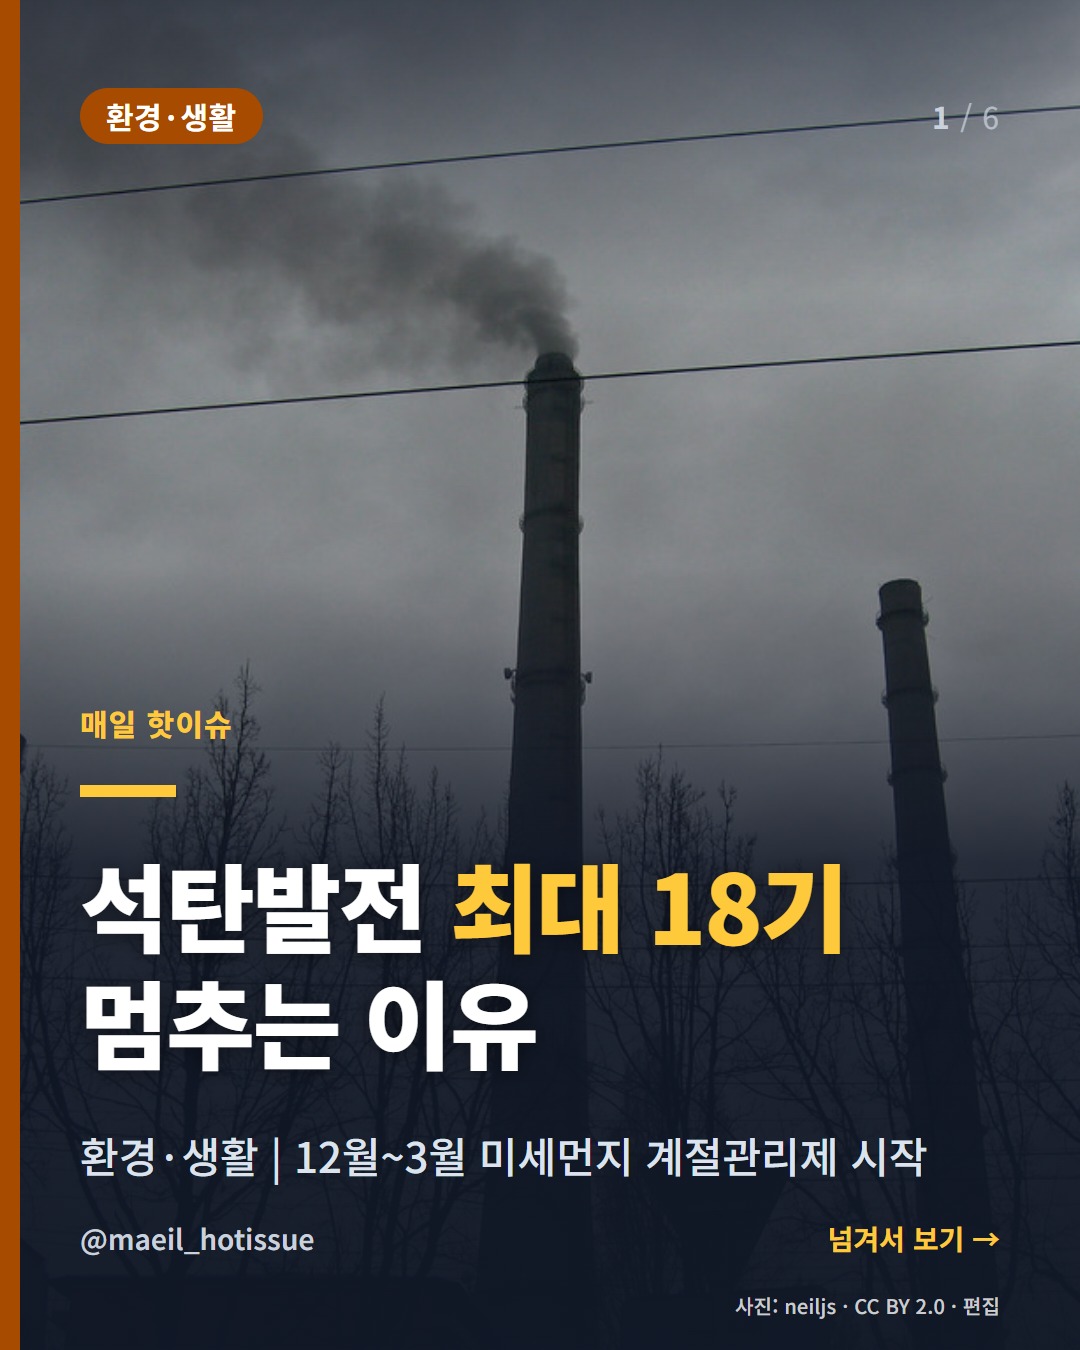 환경·생활
1 / 6
매일 핫이슈
석탄발전 최대 18기
멈추는 이유
환경·생활 | 12월~3월 미세먼지 계절관리제 시작
@maeil_hotissue
넘겨서 보기 →
사진: neiljs · CC BY 2.0 · 편집